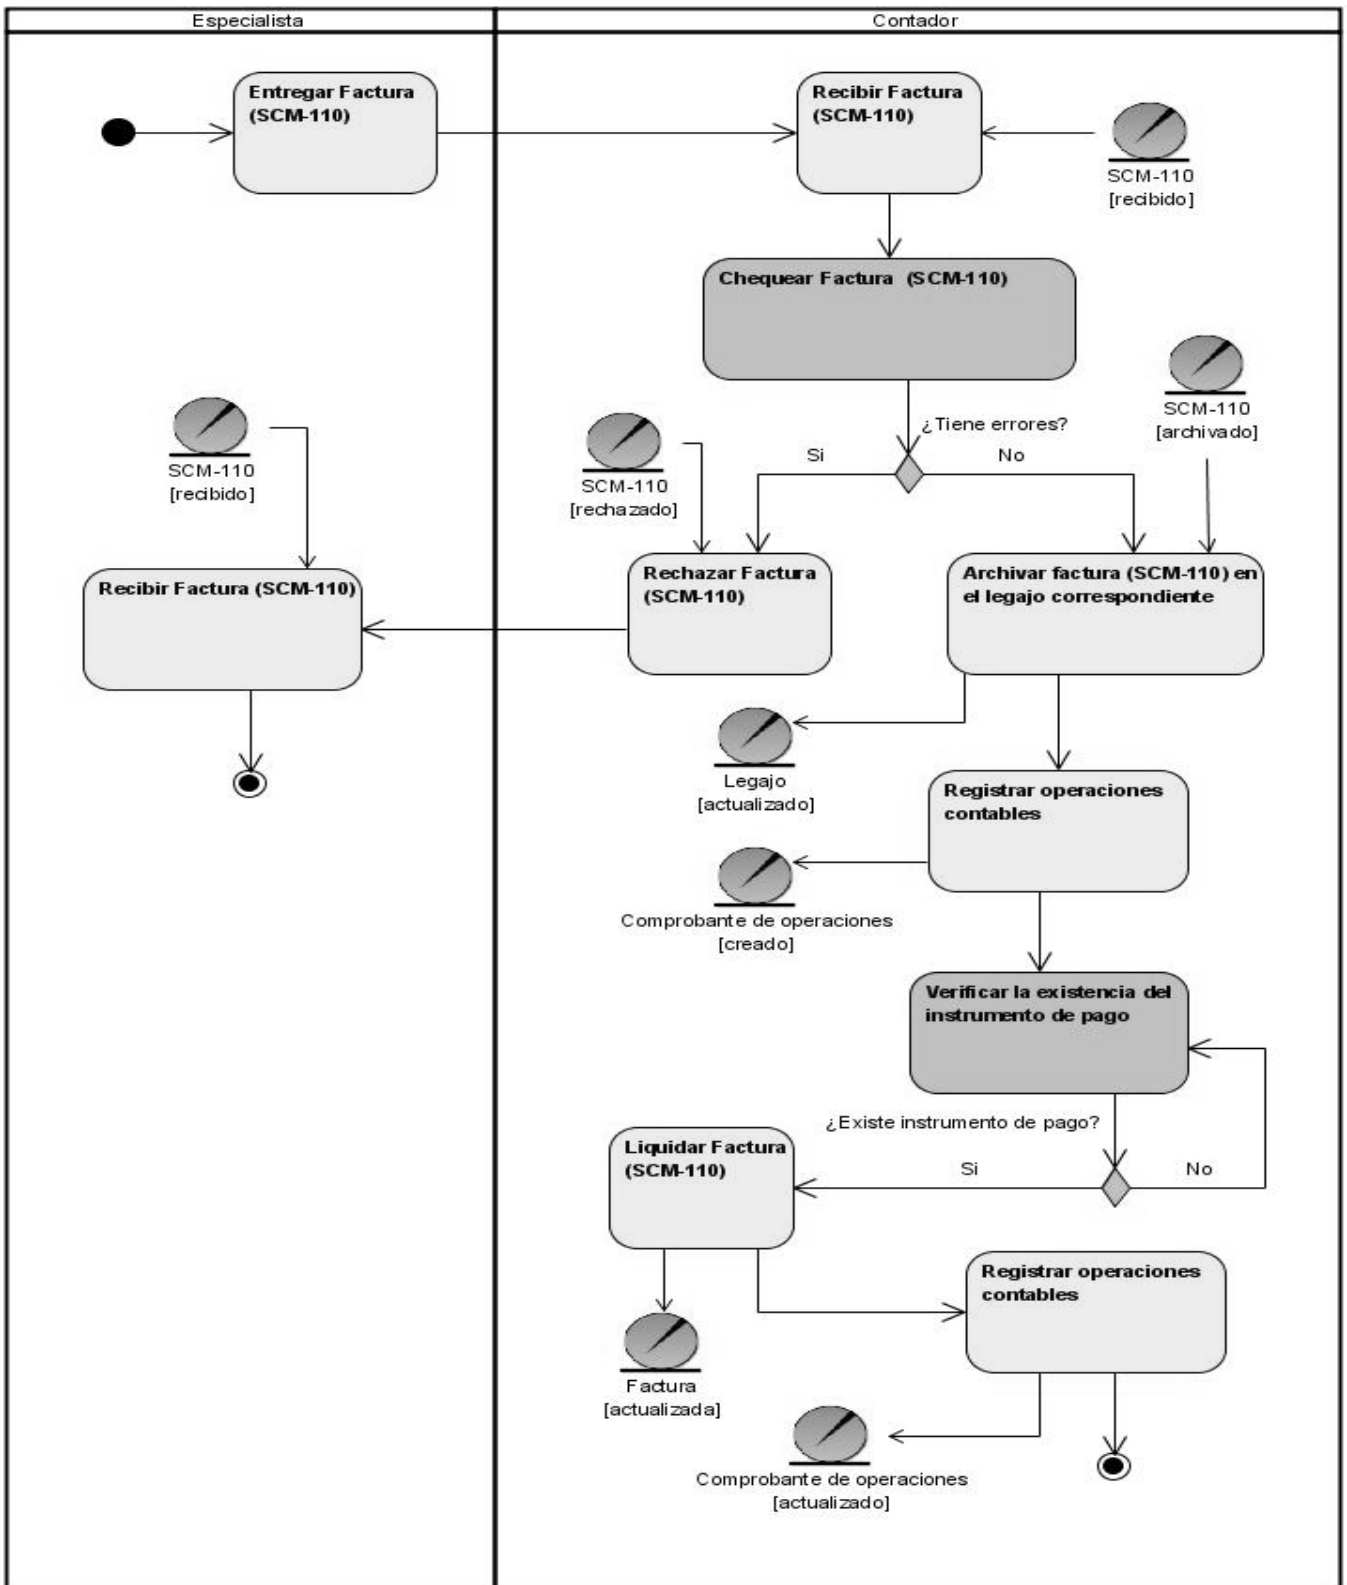 Especialista
Contador
Entregar Factura
(SCM-110)
Recibir Factura
(SCM-110)
SCM-110
[recibido]
Chequear Factura (SCM-110)
SCM-110
[archivado]
¿Tiene errores?
Si
No
SCM-110
[recibido]
SCM-110
[rechazado]
Recibir Factura (SCM-110)
Rechazar Factura
(SCM-110)
Archivar factura (SCM-110) en
el legajo correspondiente
Legajo
[actualizado]
Registrar operaciones
contables
Comprobante de operaciones
[creado]
Verificar la existencia del
instrumento de pago
¿Existe instrumento de pago?
Liquidar Factura
(SCM-110)
Si
No
Registrar operaciones
contables
Factura
[actualizada]
Comprobante de operaciones
[actualizado]